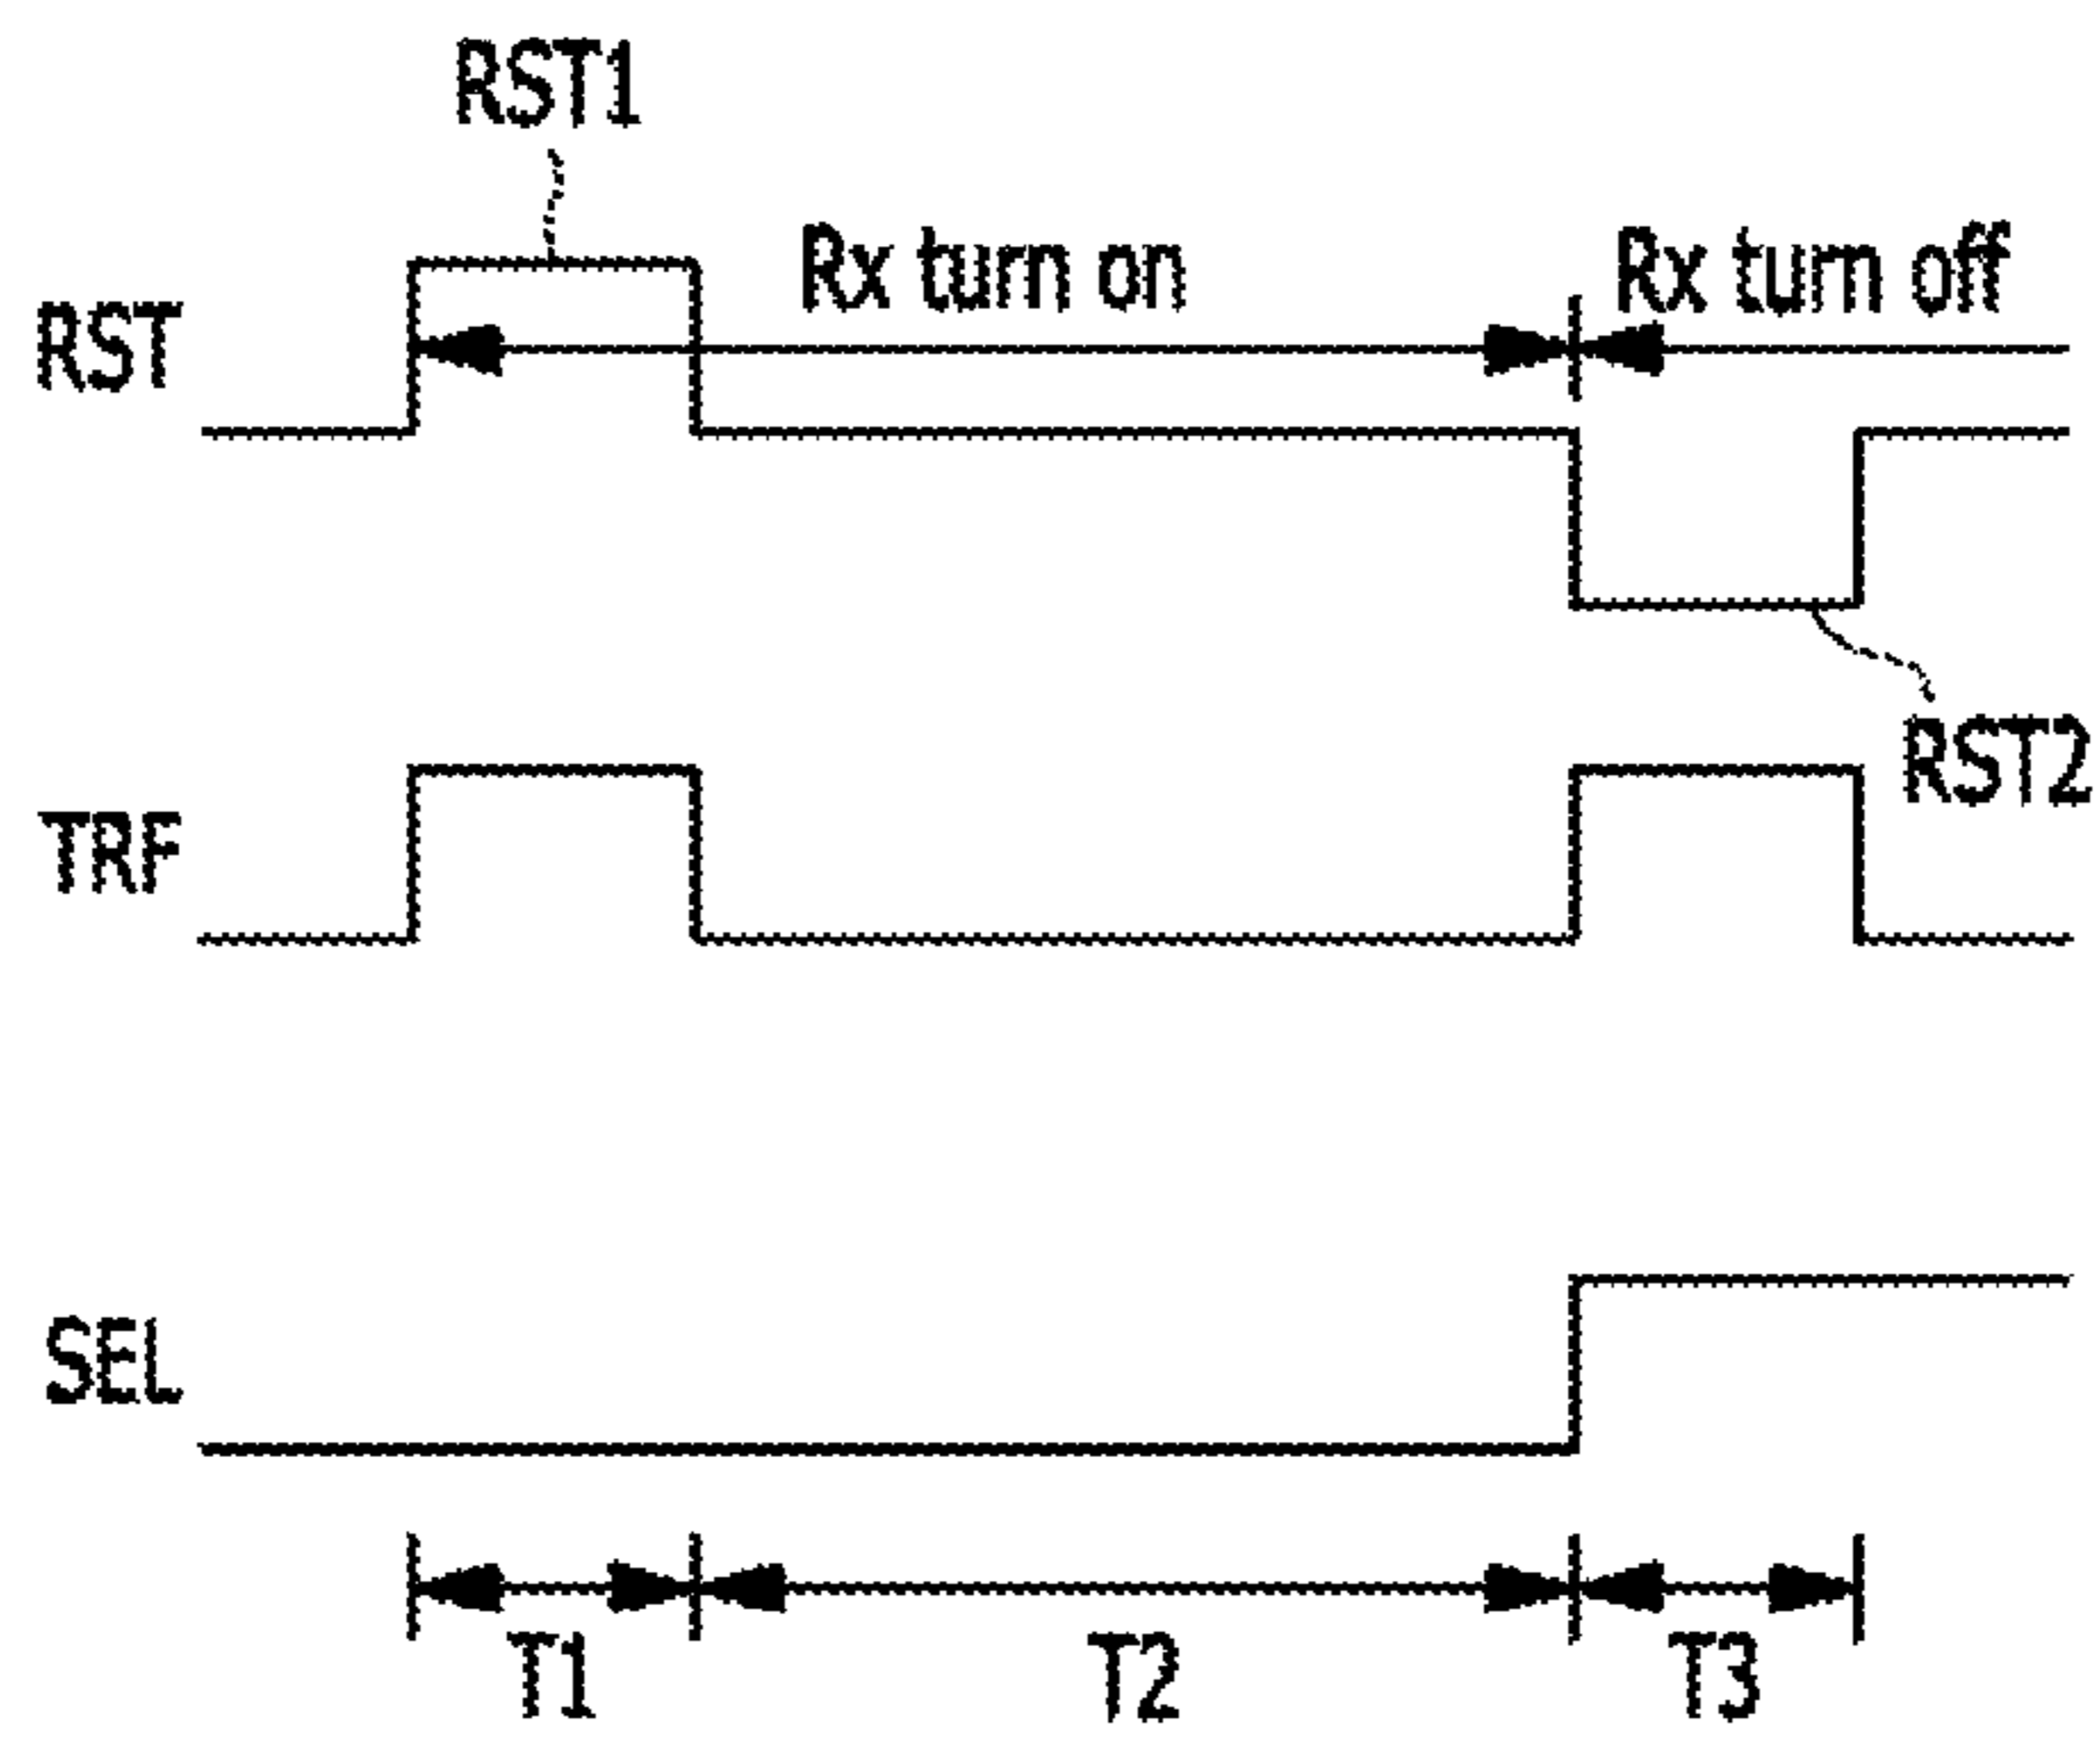 RST1
RST
Rx turn on
Rx turn off
RST2
TRF
SEL
T1
T2
T3